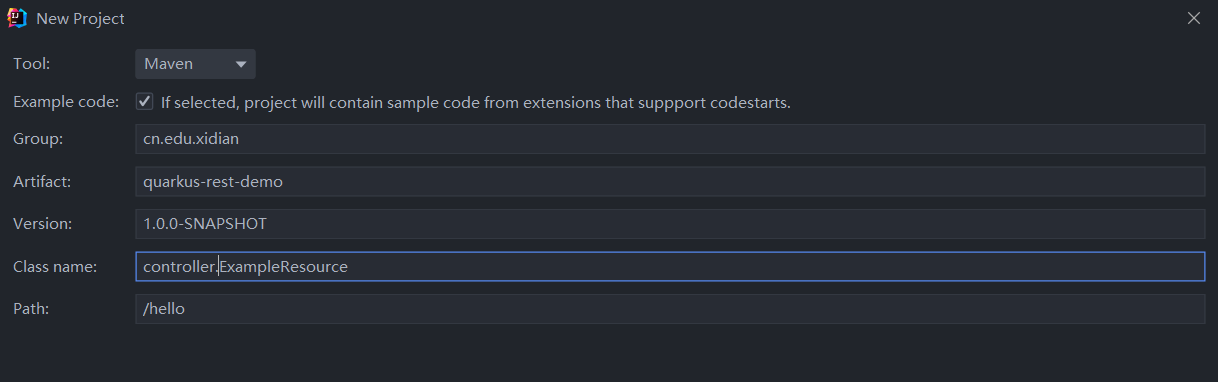 New Project
Tool: Maven
Example code: If selected, project will contain sample code from extensions that suppport codestarts.
Group: cn.edu.xidian
Artifact: quarkus-rest-demo
Version: 1.0.0-SNAPSHOT
Class name: controller.ExampleResource
Path: /hello